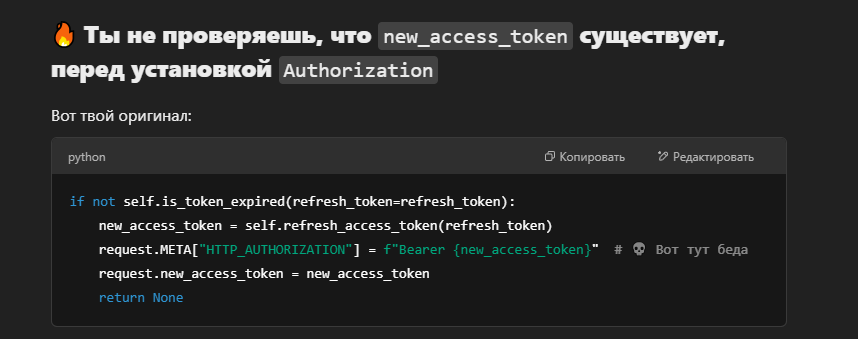 🔥 Ты не проверяешь, что new_access_token существует,
перед установкой Authorization
Вот твой оригинал:
python Копировать Редактировать
if not self.is_token_expired(refresh_token=refresh_token):
    new_access_token = self.refresh_access_token(refresh_token)
    request.META["HTTP_AUTHORIZATION"] = f"Bearer {new_access_token}"  # 💀 Вот тут беда
    request.new_access_token = new_access_token
    return None